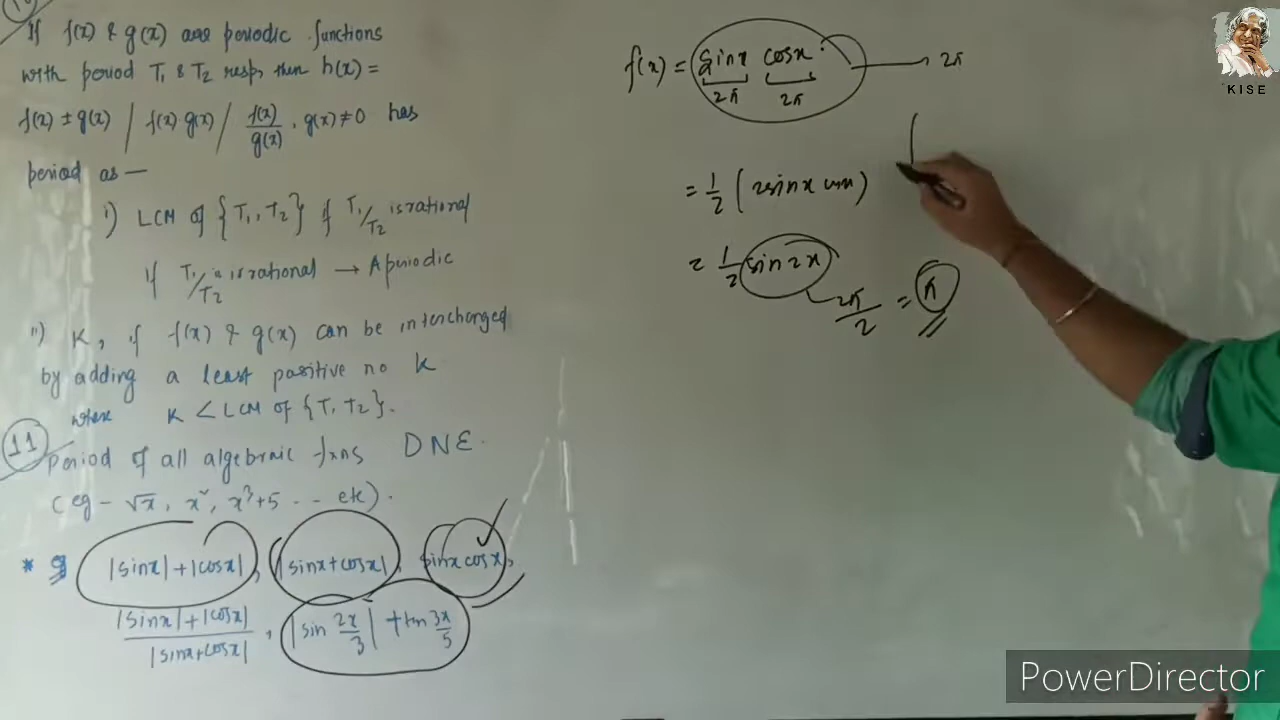 10
If f(x) & g(x) are periodic functions
with period T₁ & T₂ resp, then h(x) =
f(x) ± g(x) / f(x) g(x) / f(x)/g(x) , g(x) ≠ 0 has
period as —
i) LCM of {T₁, T₂} if T₁/T₂ is rational
if T₁/T₂ is irrational → Aperiodic
ii) K, if f(x) & g(x) can be interchanged
by adding a least positive no K
where K < LCM of {T₁ T₂}.
11
Period of all algebraic fxns DNE.
(eg - √x, x², x³+5 ... etc).
* |sinx| + |cosx|, |sinx+cosx|, sinx cosx,
|sinx|+|cosx| / |sinx+cosx| , |sin 2x/3| + tan 3x/5
f(x) = sinx cosx — 2π
2π 2π
= 1/2 (2sinx cosx)
= 1/2 sin2x
2π/2 = π
KISE
PowerDirector